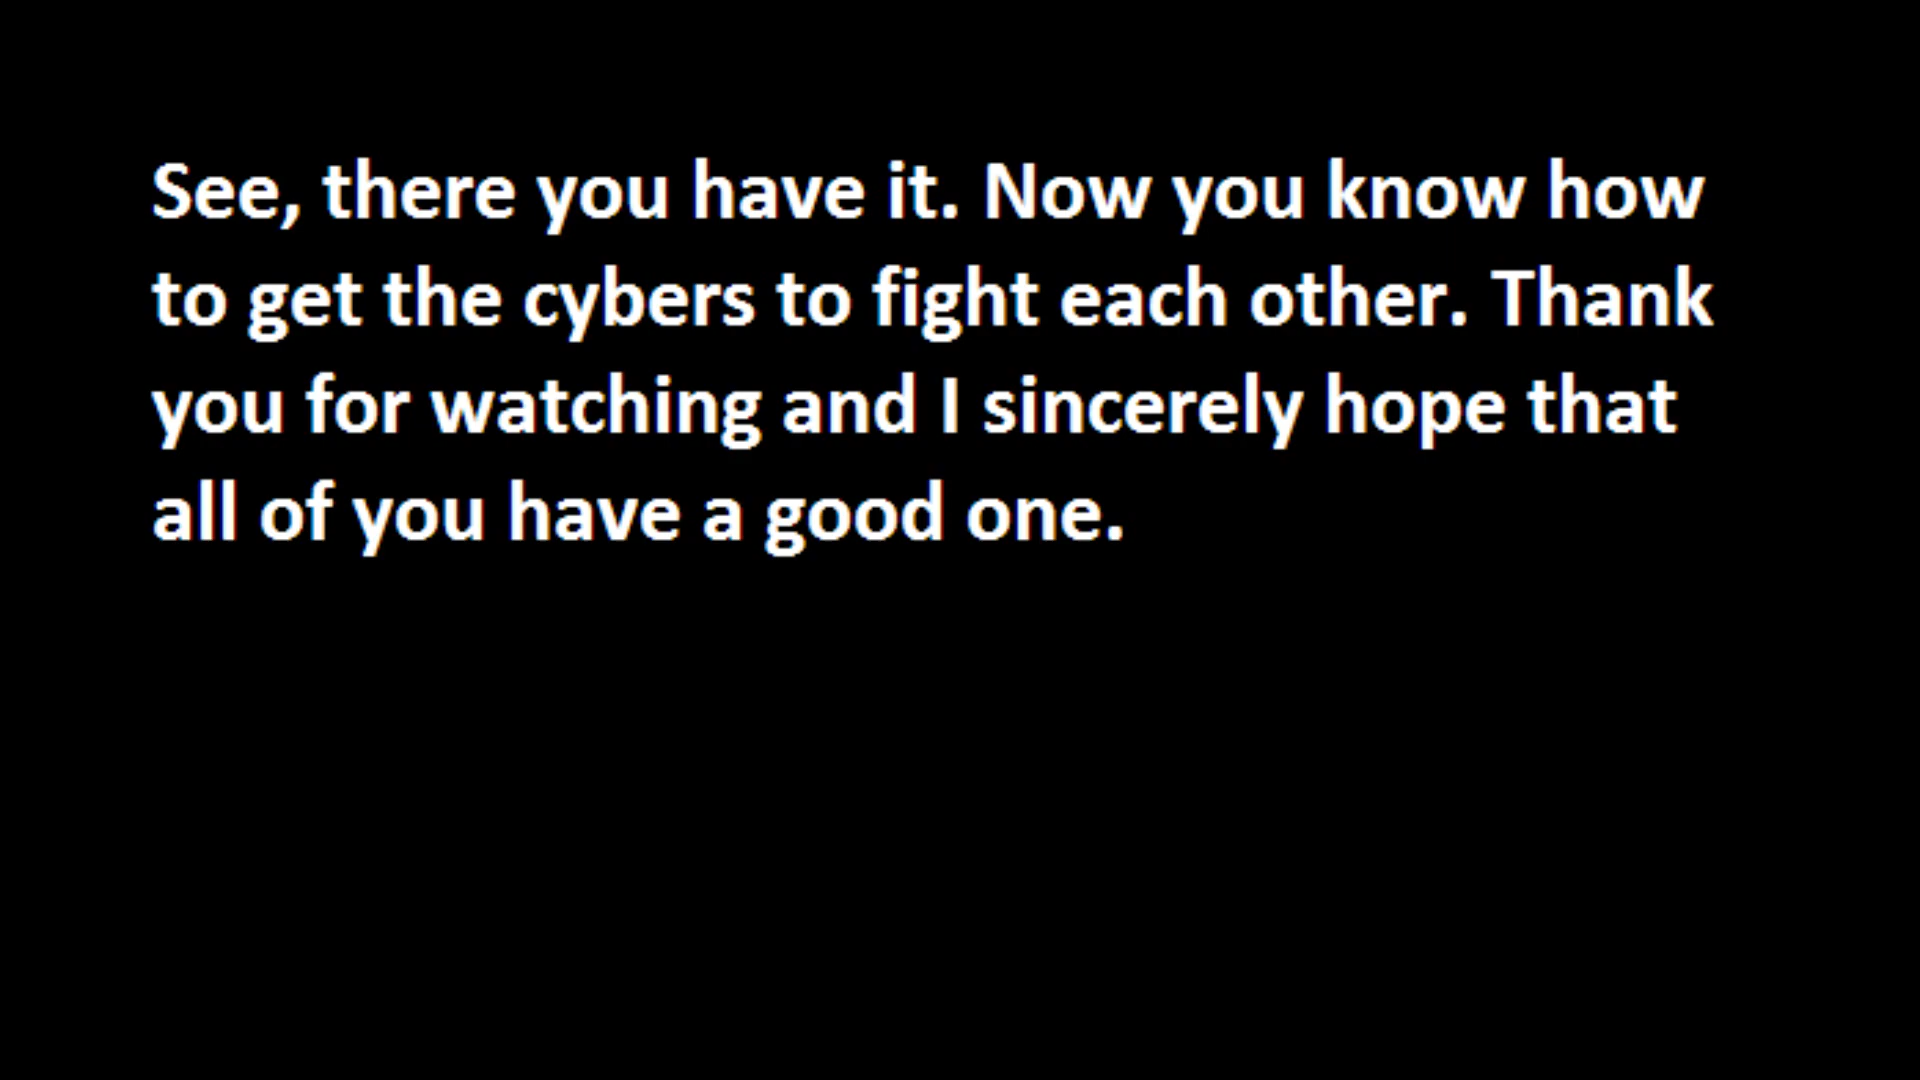 See, there you have it. Now you know how
to get the cybers to fight each other. Thank
you for watching and I sincerely hope that
all of you have a good one.